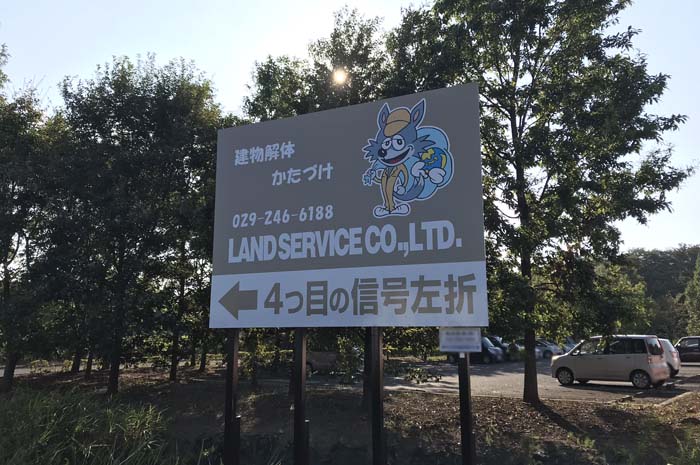 建物解体
かたづけ
029-246-6188
LAND SERVICE CO.,LTD.
4つ目の信号左折